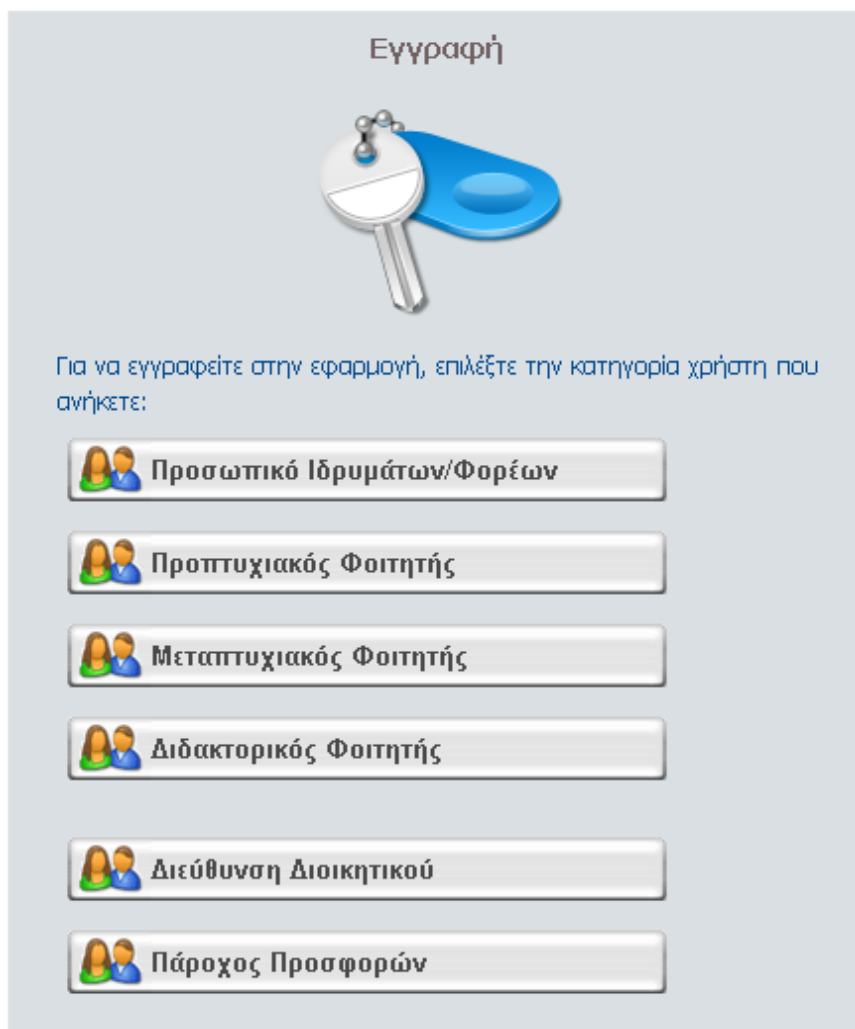 Εγγραφή
Για να εγγραφείτε στην εφαρμογή, επιλέξτε την κατηγορία χρήστη που
ανήκετε:
Προσωπικό Ιδρυμάτων/Φορέων
Προπτυχιακός Φοιτητής
Μεταπτυχιακός Φοιτητής
Διδακτορικός Φοιτητής
Διεύθυνση Διοικητικού
Πάροχος Προσφορών